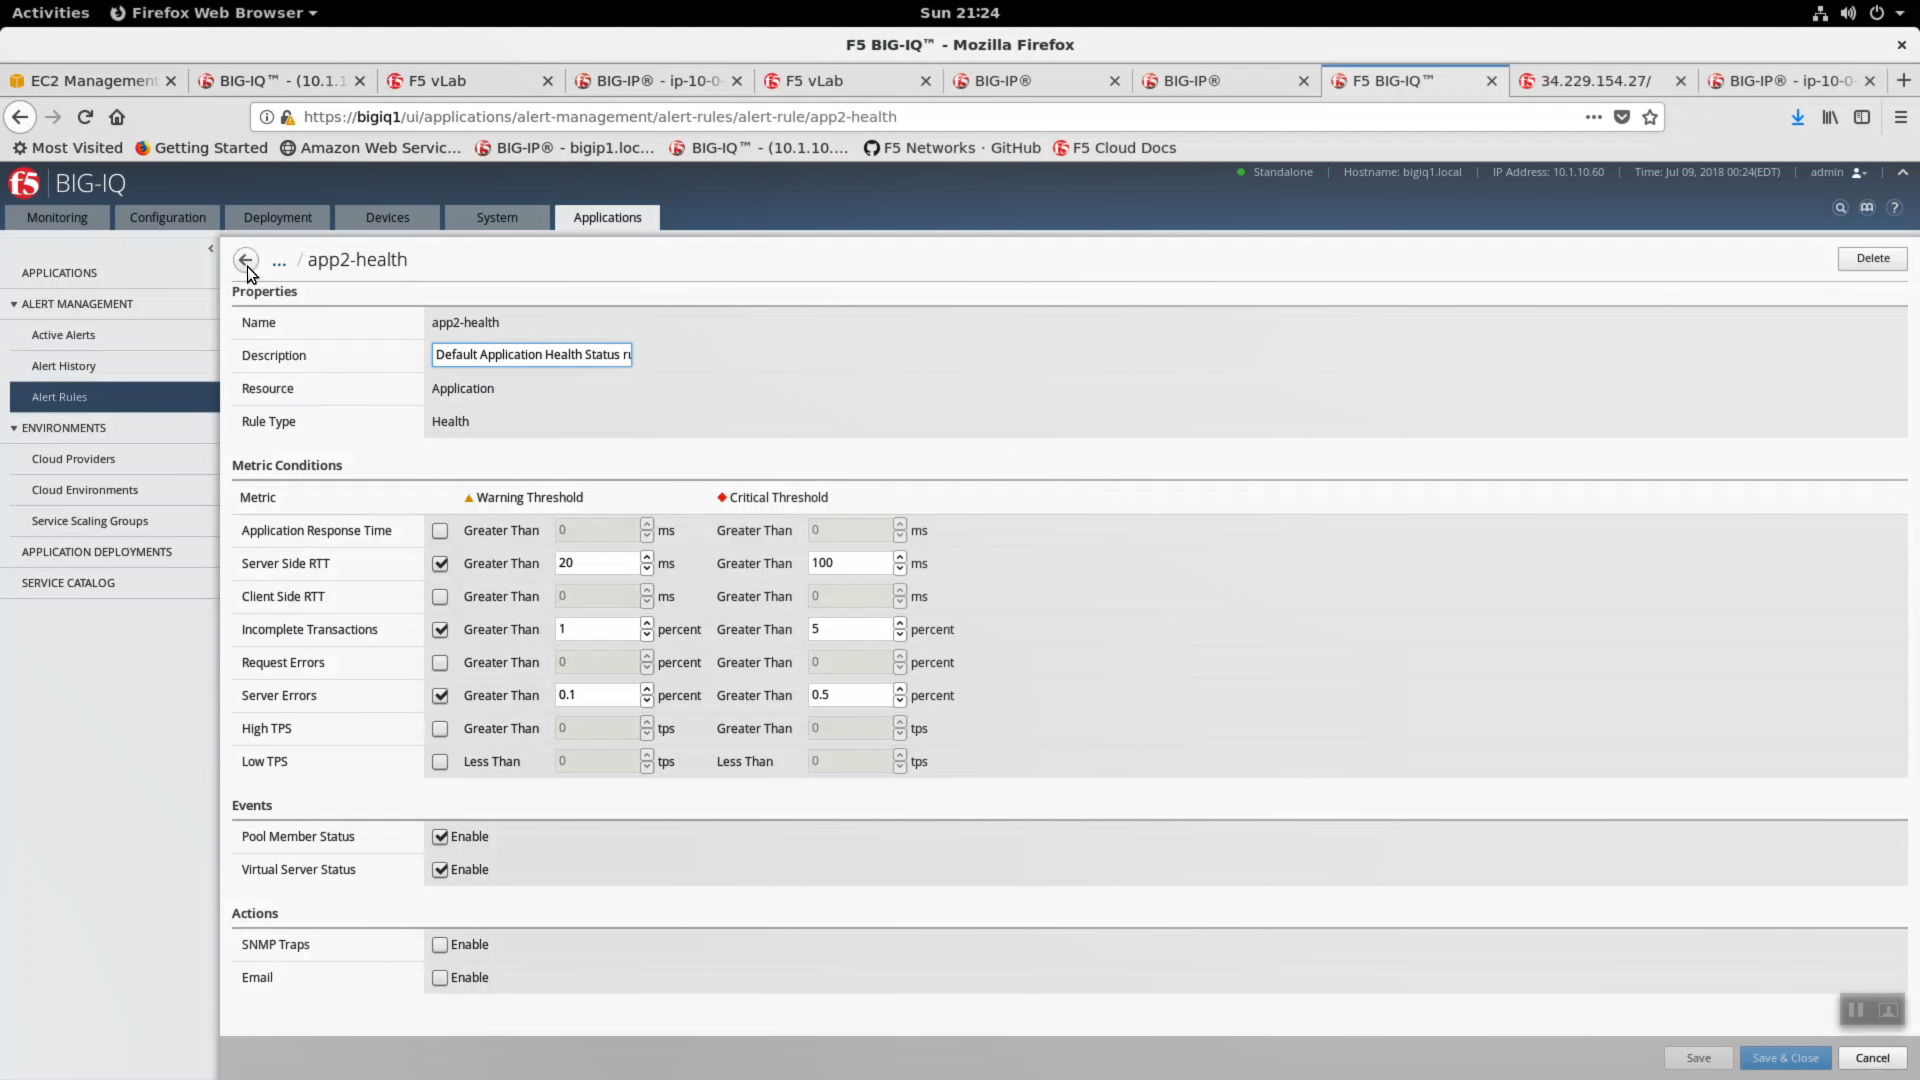 Activities Firefox Web Browser Sun 21:24
F5 BIG-IQ™ - Mozilla Firefox
EC2 Management BIG-IQ™ - (10.1.1 F5 vLab BIG-IP® - ip-10-0- F5 vLab BIG-IP® BIG-IP® F5 BIG-IQ™ 34.229.154.27/ BIG-IP® - ip-10-0-
https://bigiq1/ui/applications/alert-management/alert-rules/alert-rule/app2-health
Most Visited Getting Started Amazon Web Servic... BIG-IP® - bigip1.loc... BIG-IQ™ - (10.1.10.... F5 Networks · GitHub F5 Cloud Docs
f5 BIG-IQ Standalone Hostname: bigiq1.local IP Address: 10.1.10.60 Time: Jul 09, 2018 00:24(EDT) admin
Monitoring Configuration Deployment Devices System Applications
... / app2-health Delete
APPLICATIONS
ALERT MANAGEMENT
Active Alerts
Alert History
Alert Rules
ENVIRONMENTS
Cloud Providers
Cloud Environments
Service Scaling Groups
APPLICATION DEPLOYMENTS
SERVICE CATALOG
Properties
Name app2-health
Description Default Application Health Status ru
Resource Application
Rule Type Health
Metric Conditions
Metric Warning Threshold Critical Threshold
Application Response Time Greater Than 0 ms Greater Than 0 ms
Server Side RTT Greater Than 20 ms Greater Than 100 ms
Client Side RTT Greater Than 0 ms Greater Than 0 ms
Incomplete Transactions Greater Than 1 percent Greater Than 5 percent
Request Errors Greater Than 0 percent Greater Than 0 percent
Server Errors Greater Than 0.1 percent Greater Than 0.5 percent
High TPS Greater Than 0 tps Greater Than 0 tps
Low TPS Less Than 0 tps Less Than 0 tps
Events
Pool Member Status Enable
Virtual Server Status Enable
Actions
SNMP Traps Enable
Email Enable
Save Save & Close Cancel